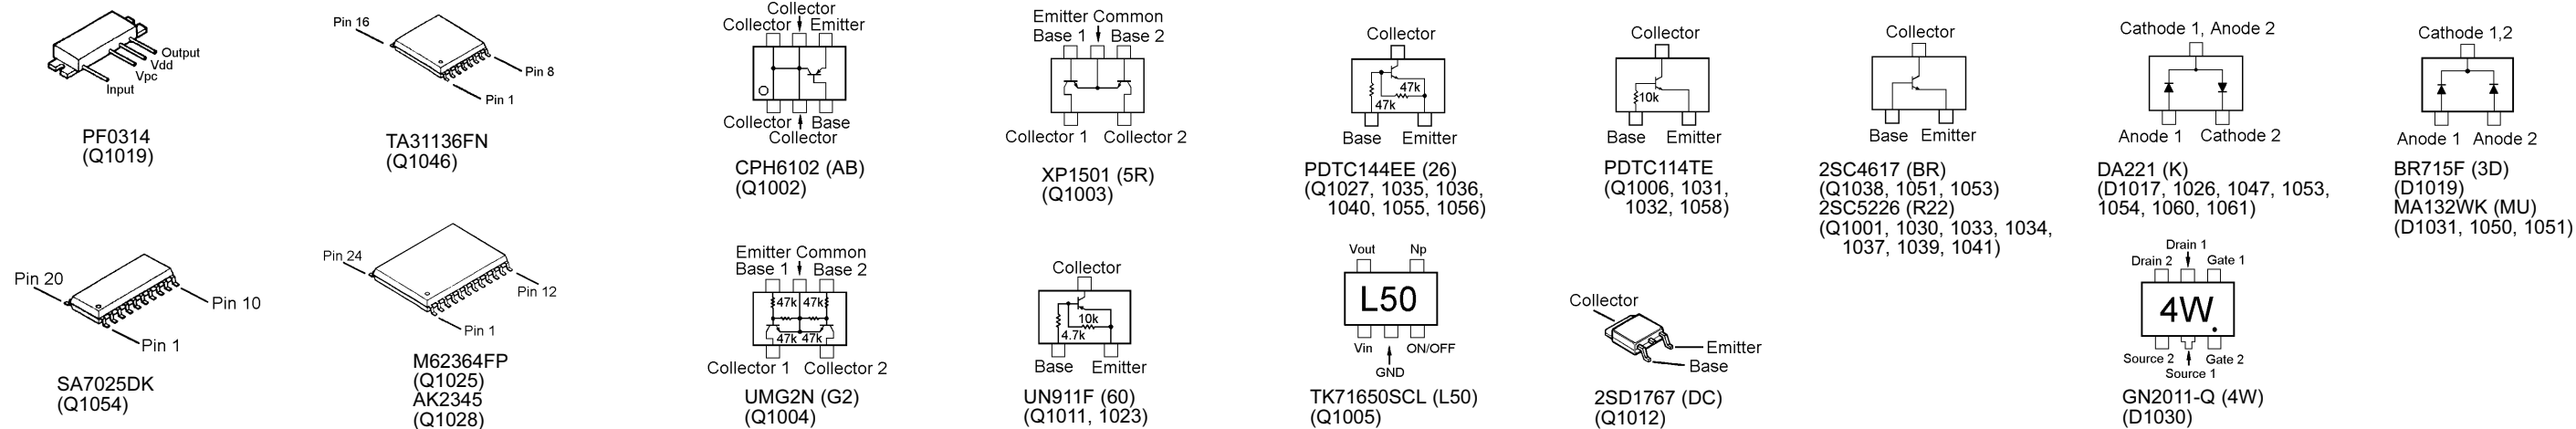 Output
Vdd
Vpc
Input
PF0314
(Q1019)
Pin 16
Pin 8
Pin 1
TA31136FN
(Q1046)
Collector
Collector Emitter
Collector Base
Collector
CPH6102 (AB)
(Q1002)
Emitter Common
Base 1 Base 2
Collector 1 Collector 2
XP1501 (5R)
(Q1003)
Collector
47k
47k
Base Emitter
PDTC144EE (26)
(Q1027, 1035, 1036,
1040, 1055, 1056)
Collector
10k
Base Emitter
PDTC114TE
(Q1006, 1031,
1032, 1058)
Collector
Base Emitter
2SC4617 (BR)
(Q1038, 1051, 1053)
2SC5226 (R22)
(Q1001, 1030, 1033, 1034,
1037, 1039, 1041)
Cathode 1, Anode 2
Anode 1 Cathode 2
DA221 (K)
(D1017, 1026, 1047, 1053,
1054, 1060, 1061)
Cathode 1,2
Anode 1 Anode 2
BR715F (3D)
(D1019)
MA132WK (MU)
(D1031, 1050, 1051)
Pin 20
Pin 10
Pin 1
SA7025DK
(Q1054)
Pin 24
Pin 12
Pin 1
M62364FP
(Q1025)
AK2345
(Q1028)
Emitter Common
Base 1 Base 2
47k 47k
47k 47k
Collector 1 Collector 2
UMG2N (G2)
(Q1004)
Collector
10k
4.7k
Base Emitter
UN911F (60)
(Q1011, 1023)
Vout Np
L50
Vin ON/OFF
GND
TK71650SCL (L50)
(Q1005)
Collector
Emitter
Base
2SD1767 (DC)
(Q1012)
Drain 1
Drain 2 Gate 1
4W.
Source 2 Gate 2
Source 1
GN2011-Q (4W)
(D1030)